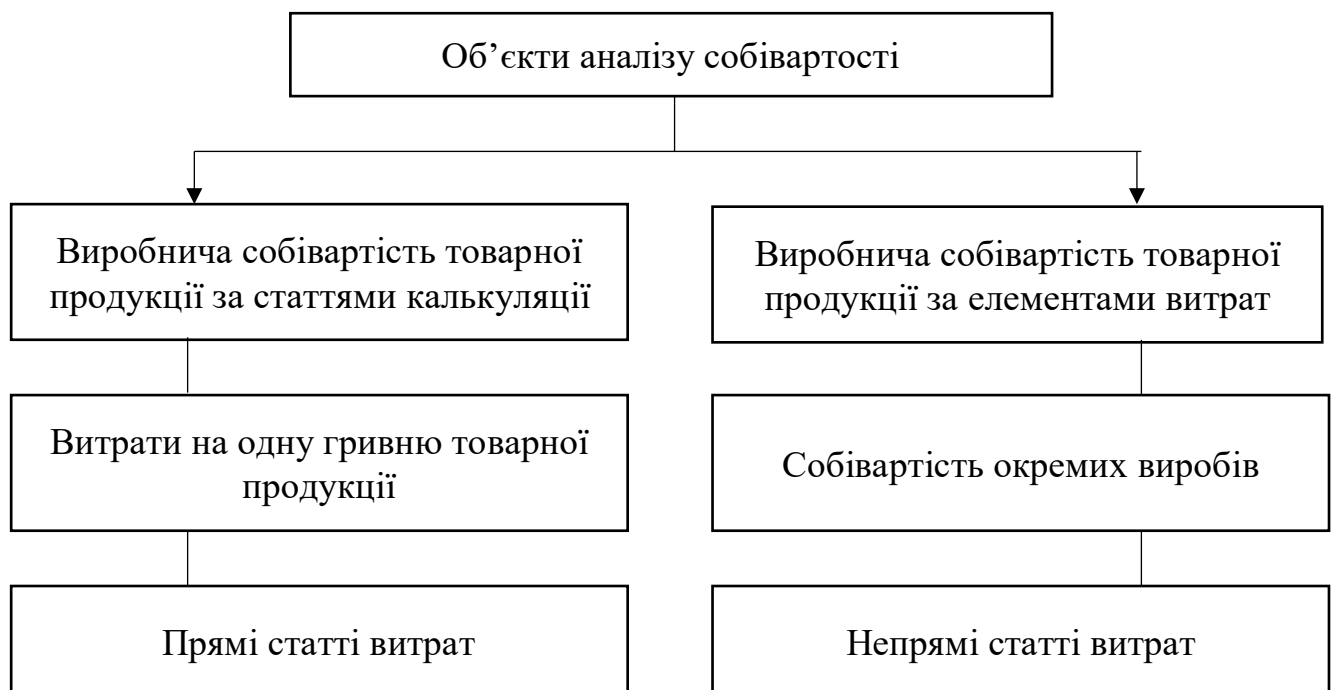 Об’єкти аналізу собівартості
Виробнича собівартість товарної
продукції за статтями калькуляції
Виробнича собівартість товарної
продукції за елементами витрат
Витрати на одну гривню товарної
продукції
Собівартість окремих виробів
Прямі статті витрат
Непрямі статті витрат